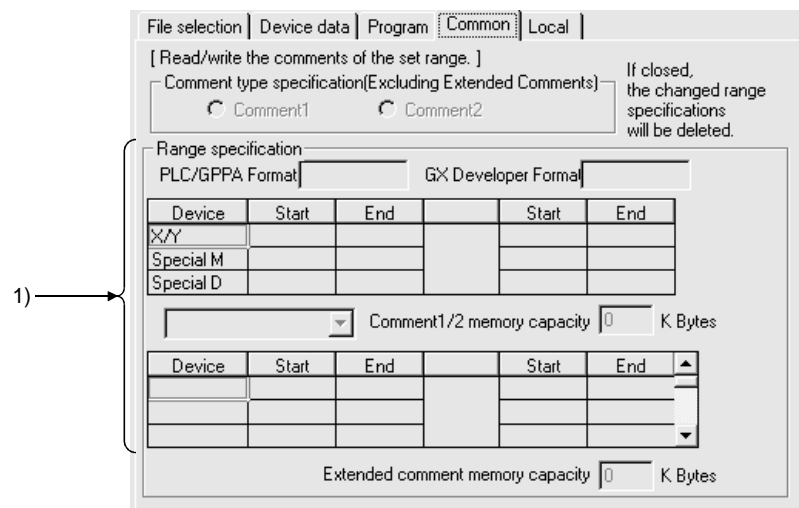 File selection Device data Program Common Local
[ Read/write the comments of the set range. ]
Comment type specification(Excluding Extended Comments)
Comment1 Comment2
If closed,
the changed range
specifications
will be deleted.
Range specification
PLC/GPPA Format GX Developer Format
Device Start End Start End
X/Y
Special M
Special D
1)
Comment1/2 memory capacity 0 K Bytes
Device Start End Start End
Extended comment memory capacity 0 K Bytes